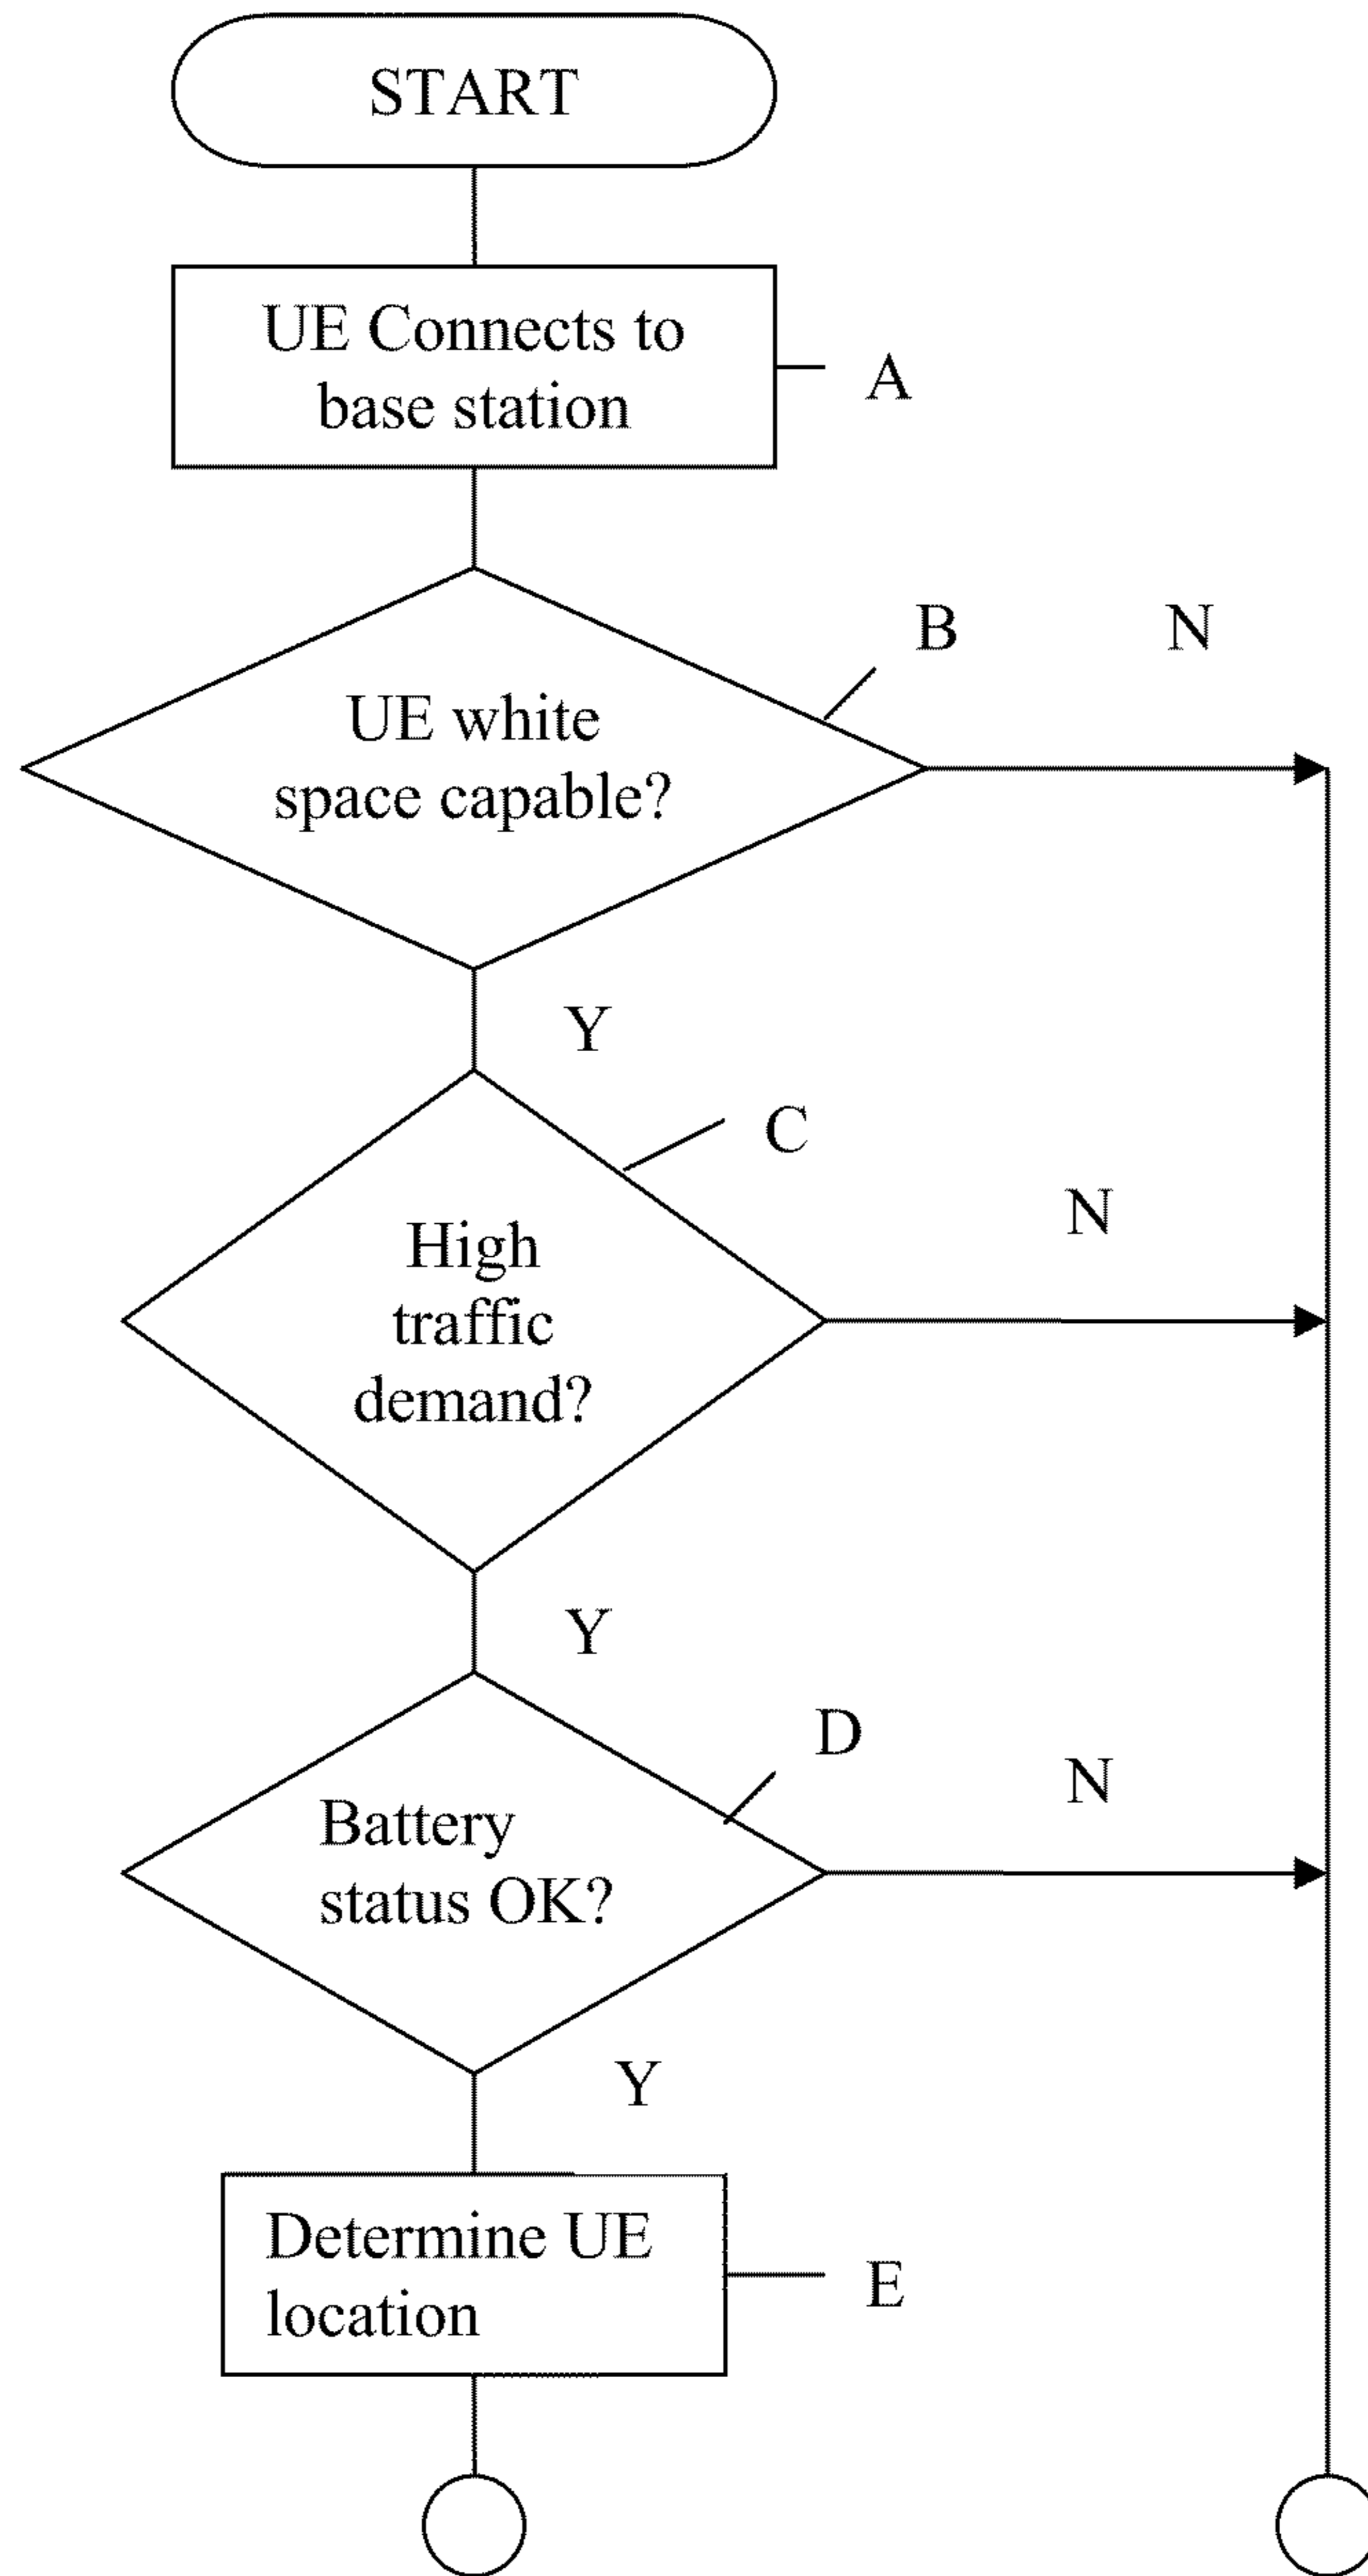 START
UE Connects to
base station
A
B
N
UE white
space capable?
Y
C
N
High
traffic
demand?
Y
D
N
Battery
status OK?
Y
Determine UE
location
E